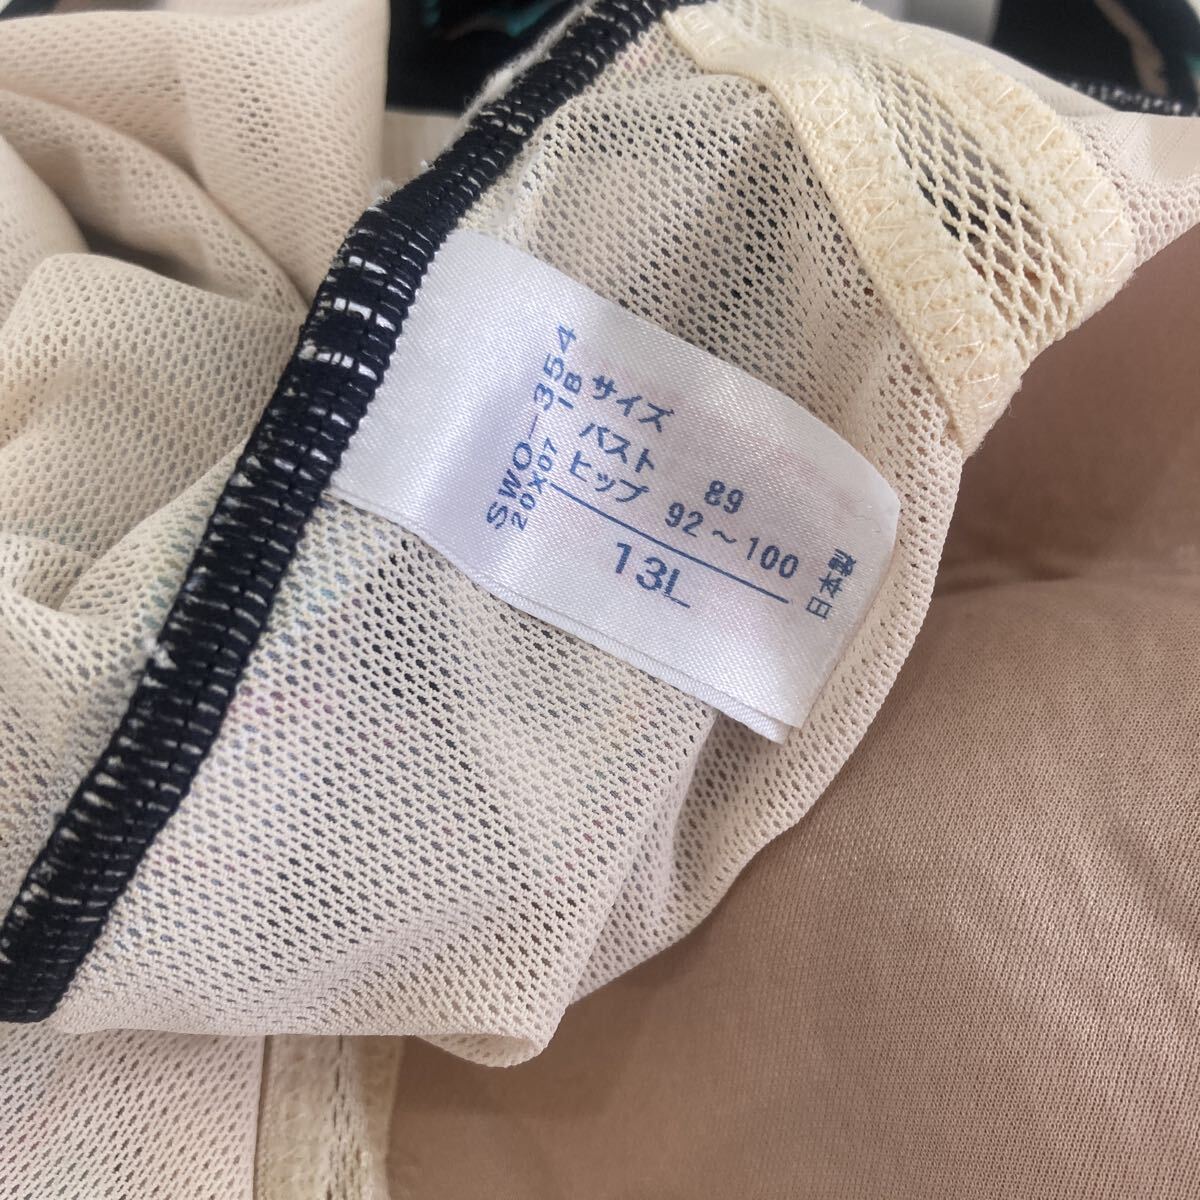 SWO-354
20X07 1B
サイズ
バスト 89
ヒップ 92～100
13L
日本製